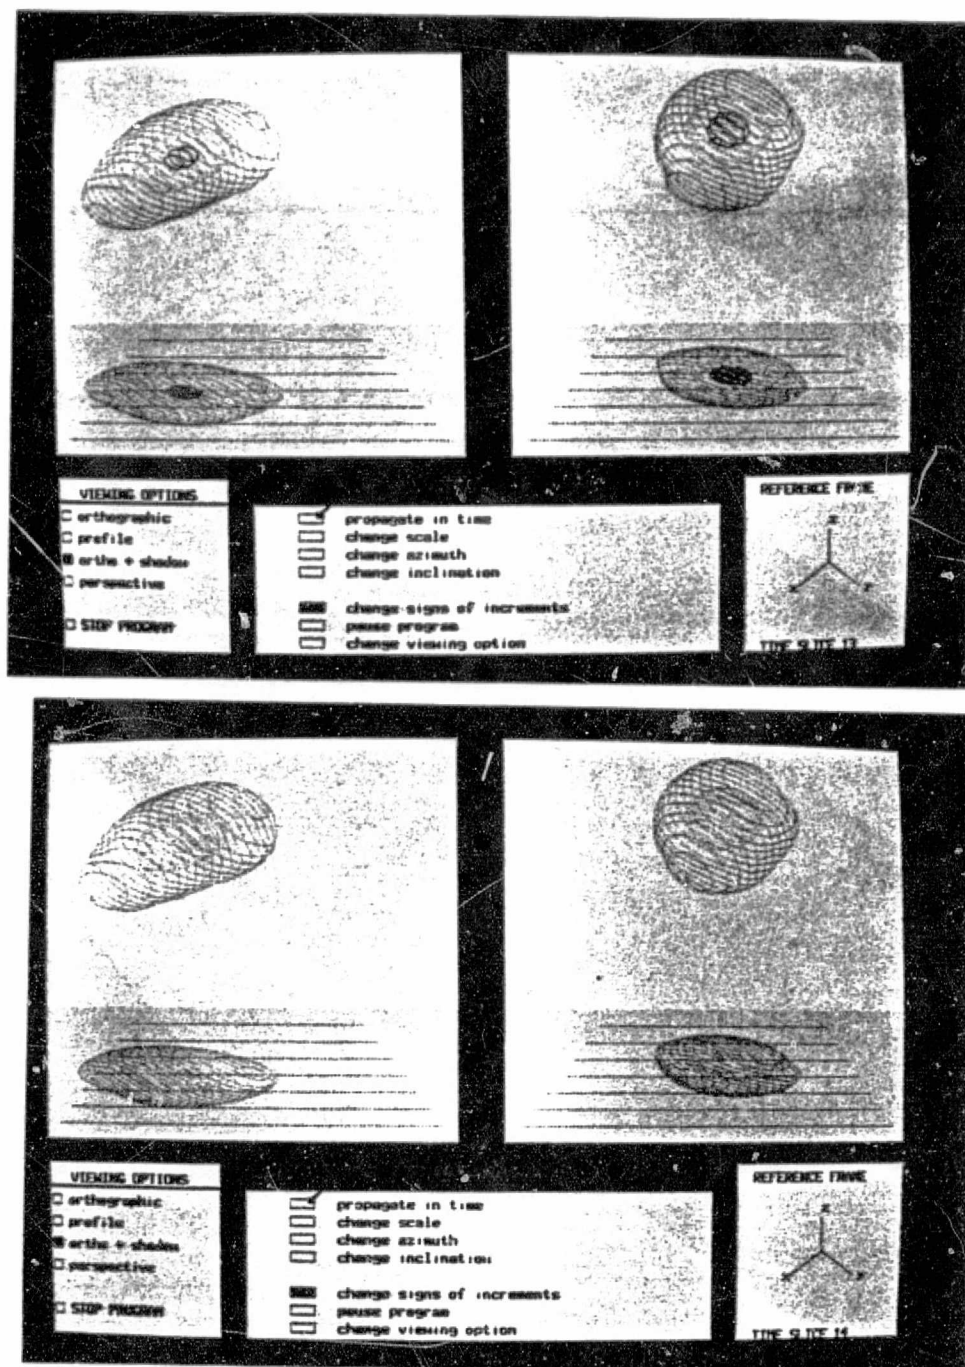 VIEWING OPTIONS
orthographic
profile
ortho + shadow
perspective
STOP PROGRAM
propagate in time
change scale
change azimuth
change inclination
change signs of increments
pause program
change viewing option
REFERENCE FRAME
Z
X
Y
TIME SLICE 13
VIEWING OPTIONS
orthographic
profile
ortho + shadow
perspective
STOP PROGRAM
propagate in time
change scale
change azimuth
change inclination
change signs of increments
pause program
change viewing option
REFERENCE FRAME
Z
X
Y
TIME SLICE 14